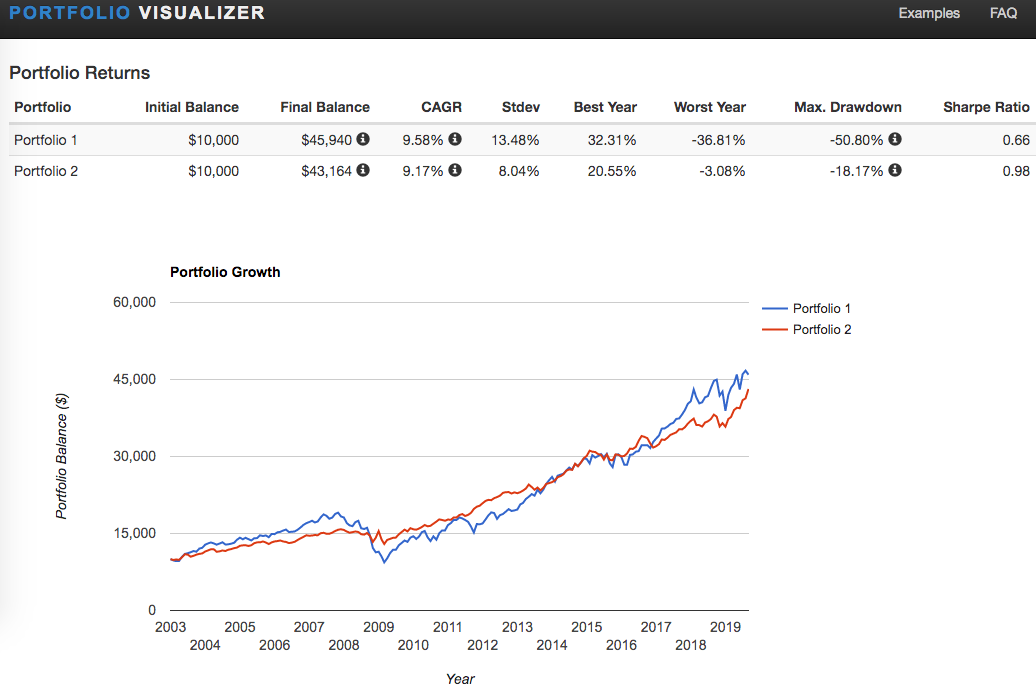 PORTFOLIO VISUALIZER Examples FAQ
Portfolio Returns
Portfolio Initial Balance Final Balance CAGR Stdev Best Year Worst Year Max. Drawdown Sharpe Ratio
Portfolio 1 $10,000 $45,940 9.58% 13.48% 32.31% -36.81% -50.80% 0.66
Portfolio 2 $10,000 $43,164 9.17% 8.04% 20.55% -3.08% -18.17% 0.98
Portfolio Growth
60,000
45,000
30,000
15,000
0
Portfolio Balance ($)
Portfolio 1
Portfolio 2
2003 2005 2007 2009 2011 2013 2015 2017 2019
2004 2006 2008 2010 2012 2014 2016 2018
Year